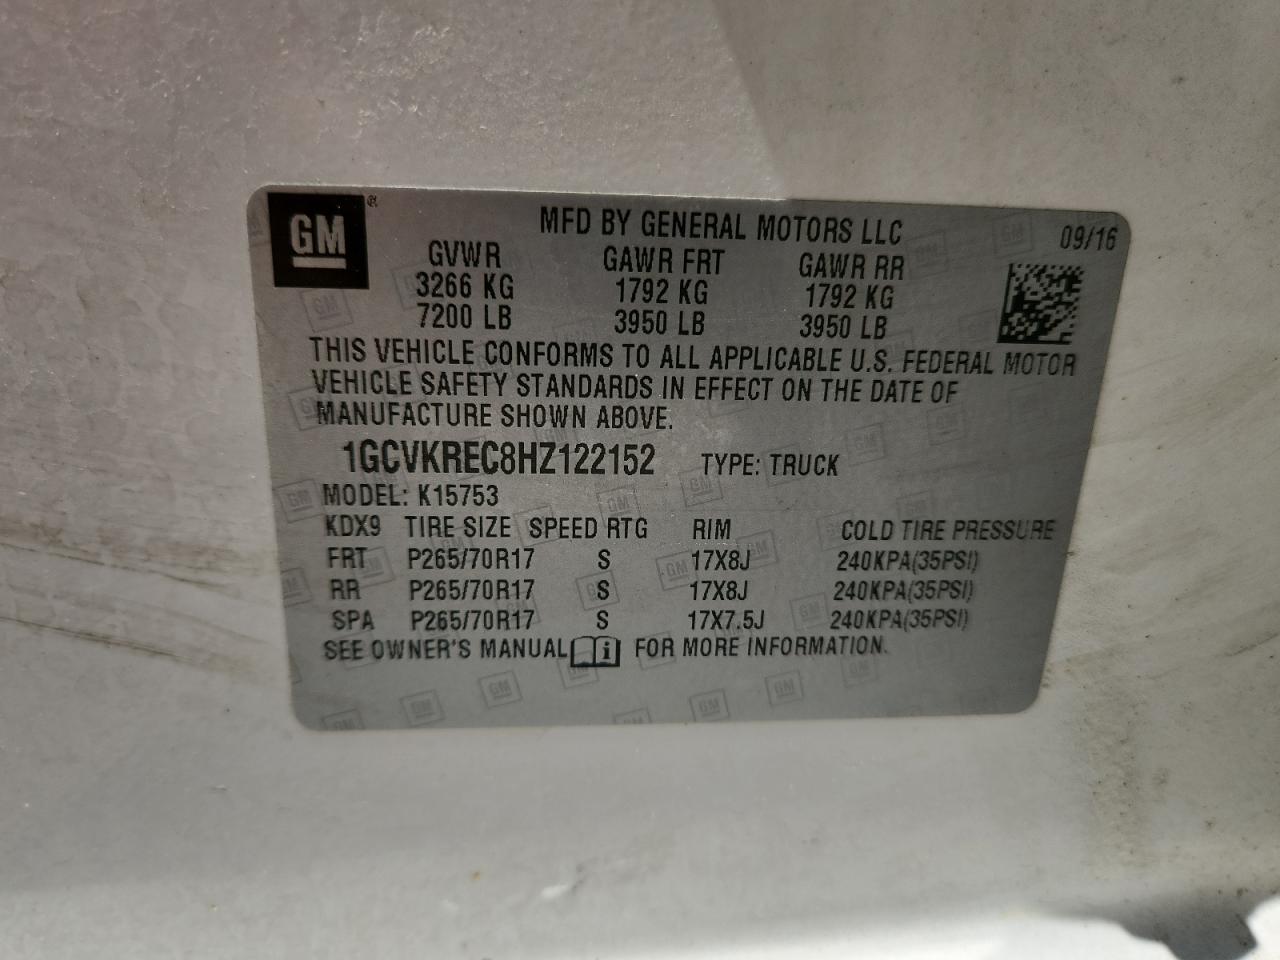 GM®
MFD BY GENERAL MOTORS LLC 09/16
GVWR GAWR FRT GAWR RR
3266 KG 1792 KG 1792 KG
7200 LB 3950 LB 3950 LB
THIS VEHICLE CONFORMS TO ALL APPLICABLE U.S. FEDERAL MOTOR
VEHICLE SAFETY STANDARDS IN EFFECT ON THE DATE OF
MANUFACTURE SHOWN ABOVE.
1GCVKREC8HZ122152 TYPE: TRUCK
MODEL: K15753
KDX9 TIRE SIZE SPEED RTG RIM COLD TIRE PRESSURE
FRT P265/70R17 S 17X8J 240KPA(35PSI)
RR P265/70R17 S 17X8J 240KPA(35PSI)
SPA P265/70R17 S 17X7.5J 240KPA(35PSI)
SEE OWNER'S MANUAL i FOR MORE INFORMATION.